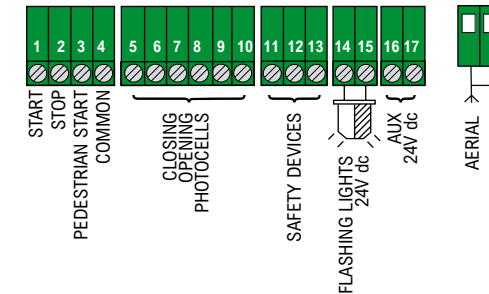 1 2 3 4 5 6 7 8 9 10 11 12 13 14 15 16 17
START
STOP
PEDESTRIAN START
COMMON
CLOSING
OPENING
PHOTOCELLS
SAFETY DEVICES
FLASHING LIGHTS
24V dc
AUX
24V dc
AERIAL